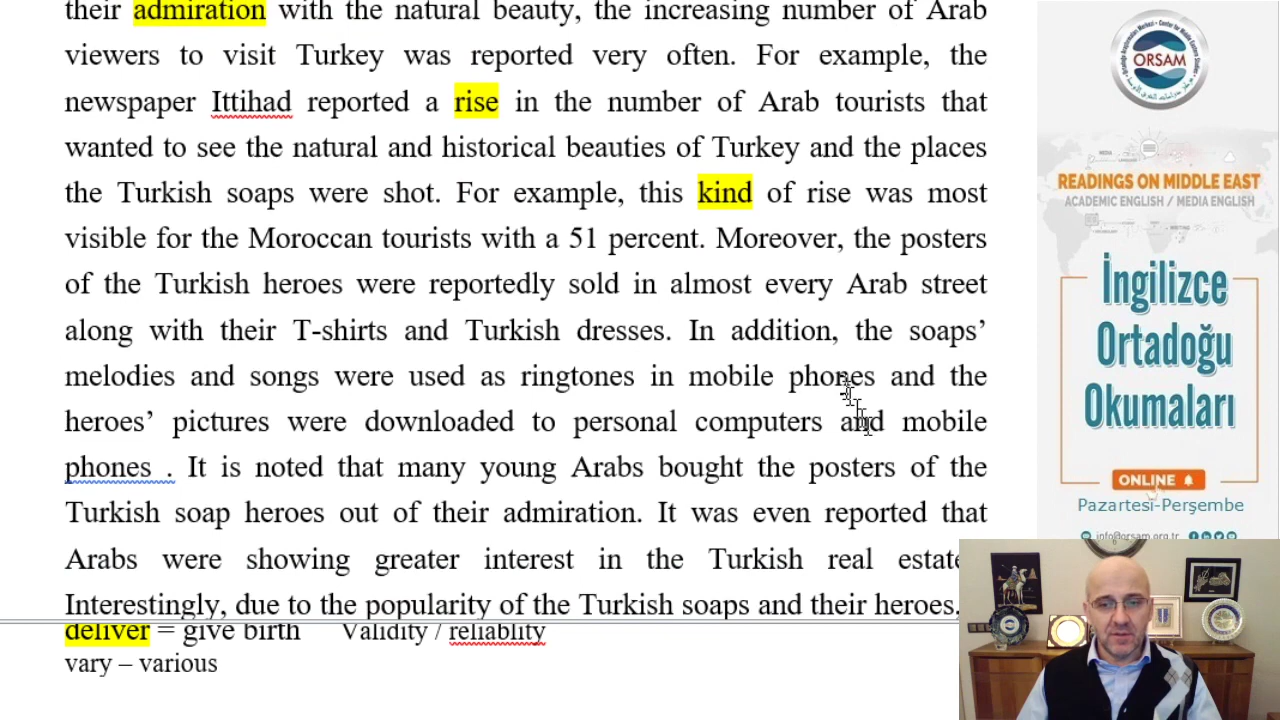 their admiration with the natural beauty, the increasing number of Arab
viewers to visit Turkey was reported very often. For example, the
newspaper Ittihad reported a rise in the number of Arab tourists that
wanted to see the natural and historical beauties of Turkey and the places
the Turkish soaps were shot. For example, this kind of rise was most
visible for the Moroccan tourists with a 51 percent. Moreover, the posters
of the Turkish heroes were reportedly sold in almost every Arab street
along with their T-shirts and Turkish dresses. In addition, the soaps’
melodies and songs were used as ringtones in mobile phones and the
heroes’ pictures were downloaded to personal computers and mobile
phones . It is noted that many young Arabs bought the posters of the
Turkish soap heroes out of their admiration. It was even reported that
Arabs were showing greater interest in the Turkish real estate
Interestingly, due to the popularity of the Turkish soaps and their heroes,
deliver = give birth Validity / reliablity
vary – various
ORSAM
READINGS ON MIDDLE EAST
ACADEMIC ENGLISH / MEDIA ENGLISH
İngilizce
Ortadoğu
Okumaları
ONLINE
Pazartesi-Perşembe
info@orsam.org.tr